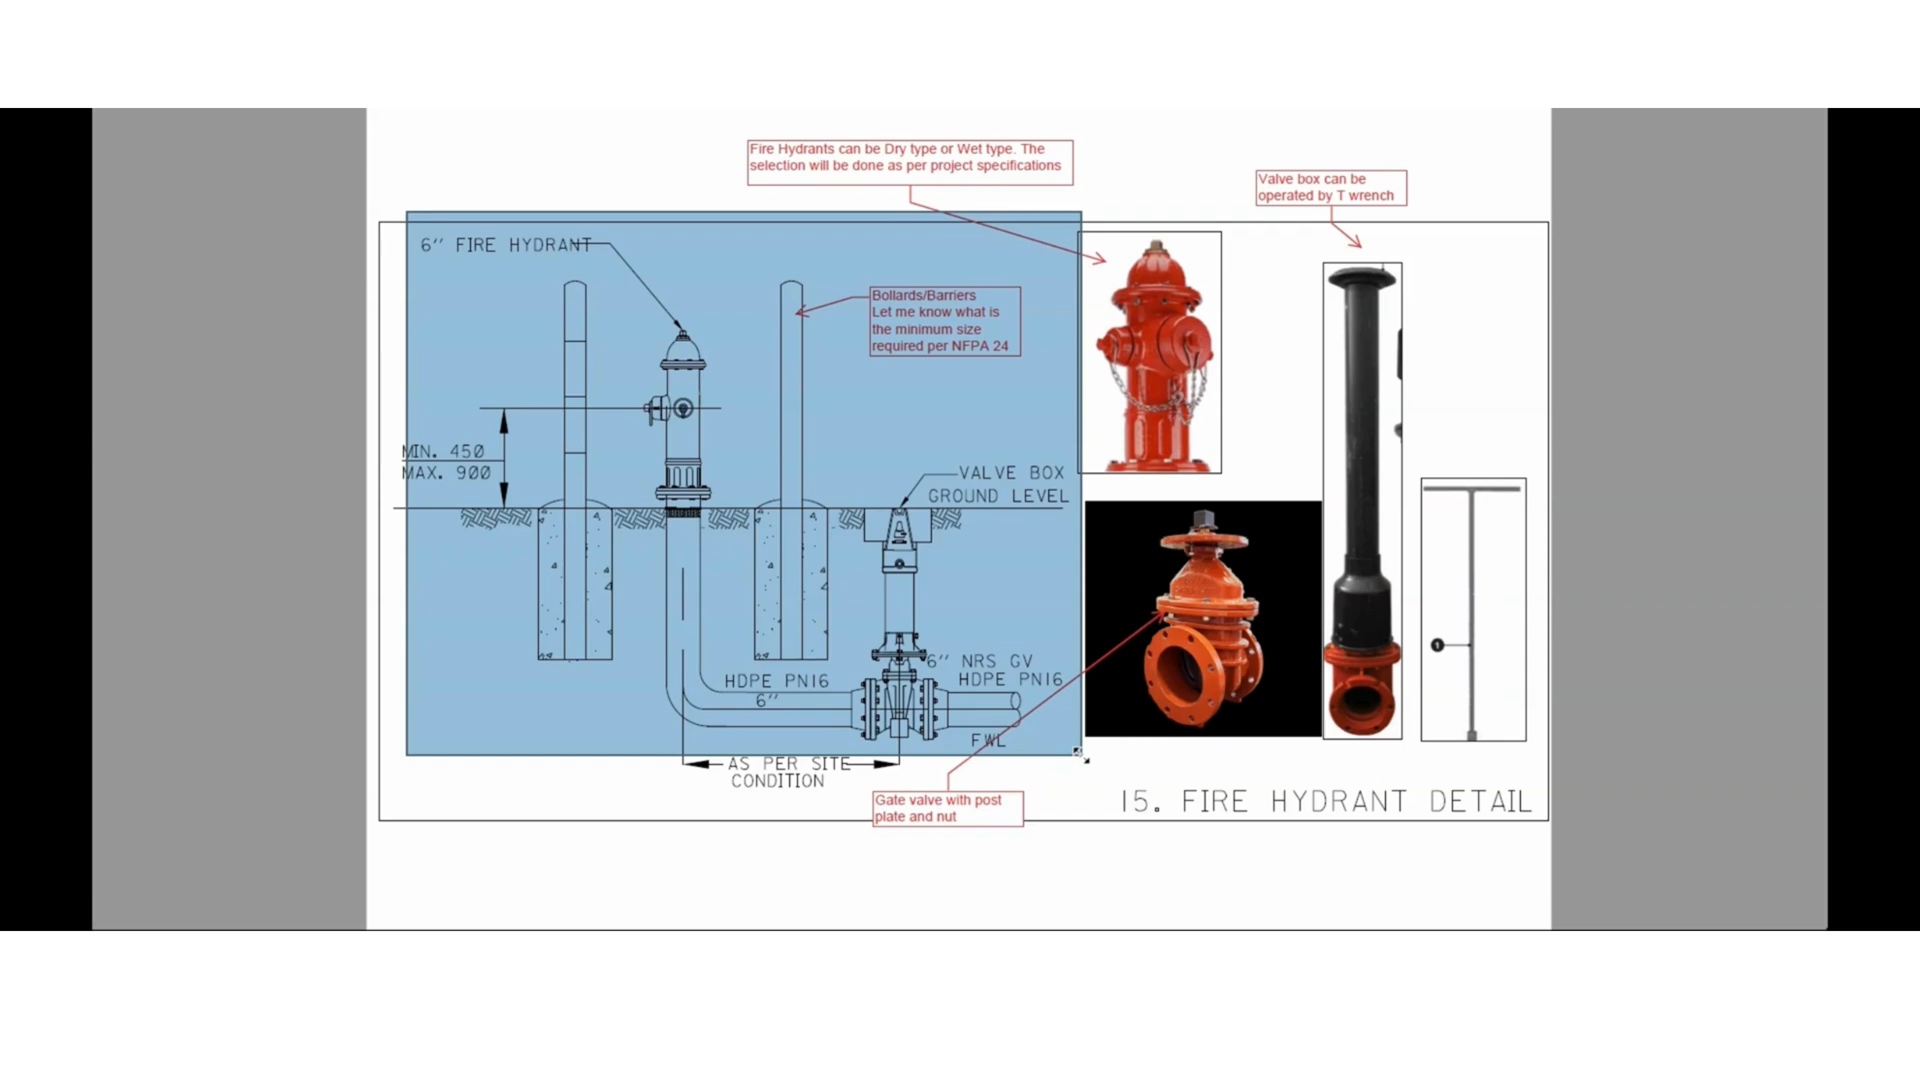 Fire Hydrants can be Dry type or Wet type. The
selection will be done as per project specifications
Valve box can be
operated by T wrench
6’’ FIRE HYDRANT
Bollards/Barriers
Let me know what is
the minimum size
required per NFPA 24
MIN. 450
MAX. 900
VALVE BOX
GROUND LEVEL
6’’ NRS GV
HDPE PN16
HDPE PN16
6’’
FWL
1
AS PER SITE
CONDITION
Gate valve with post
plate and nut
15. FIRE HYDRANT DETAIL